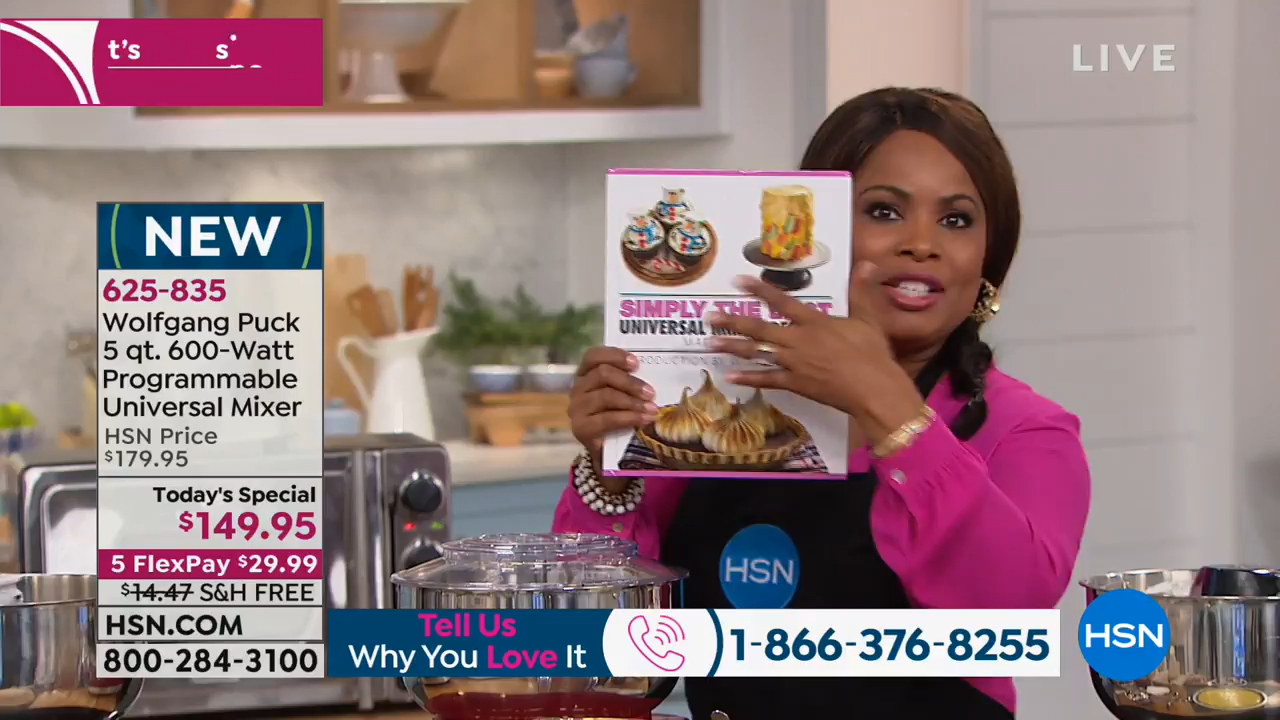 t's s
LIVE
NEW
625-835
Wolfgang Puck
5 qt. 600-Watt
Programmable
Universal Mixer
HSN Price
$179.95
Today's Special
$149.95
5 FlexPay $29.99
$14.47 S&H FREE
HSN.COM
800-284-3100
SIMPLY THE
UNIVERSAL
HSN
Tell Us
Why You Love It
1-866-376-8255
HSN